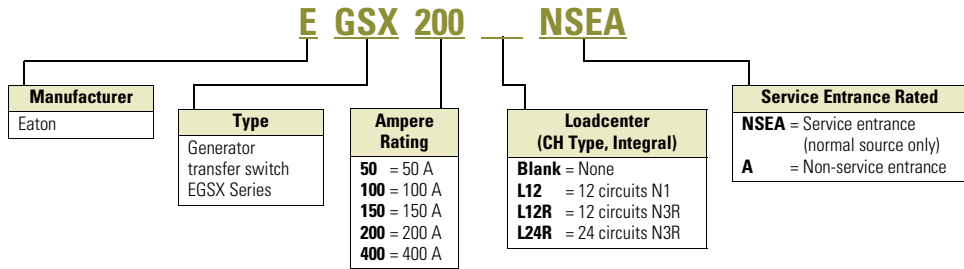 E GSX 200 __ NSEA
Manufacturer
Eaton
Type
Generator
transfer switch
EGSX Series
Ampere
Rating
50 = 50 A
100 = 100 A
150 = 150 A
200 = 200 A
400 = 400 A
Loadcenter
(CH Type, Integral)
Blank = None
L12 = 12 circuits N1
L12R = 12 circuits N3R
L24R = 24 circuits N3R
Service Entrance Rated
NSEA = Service entrance
(normal source only)
A = Non-service entrance